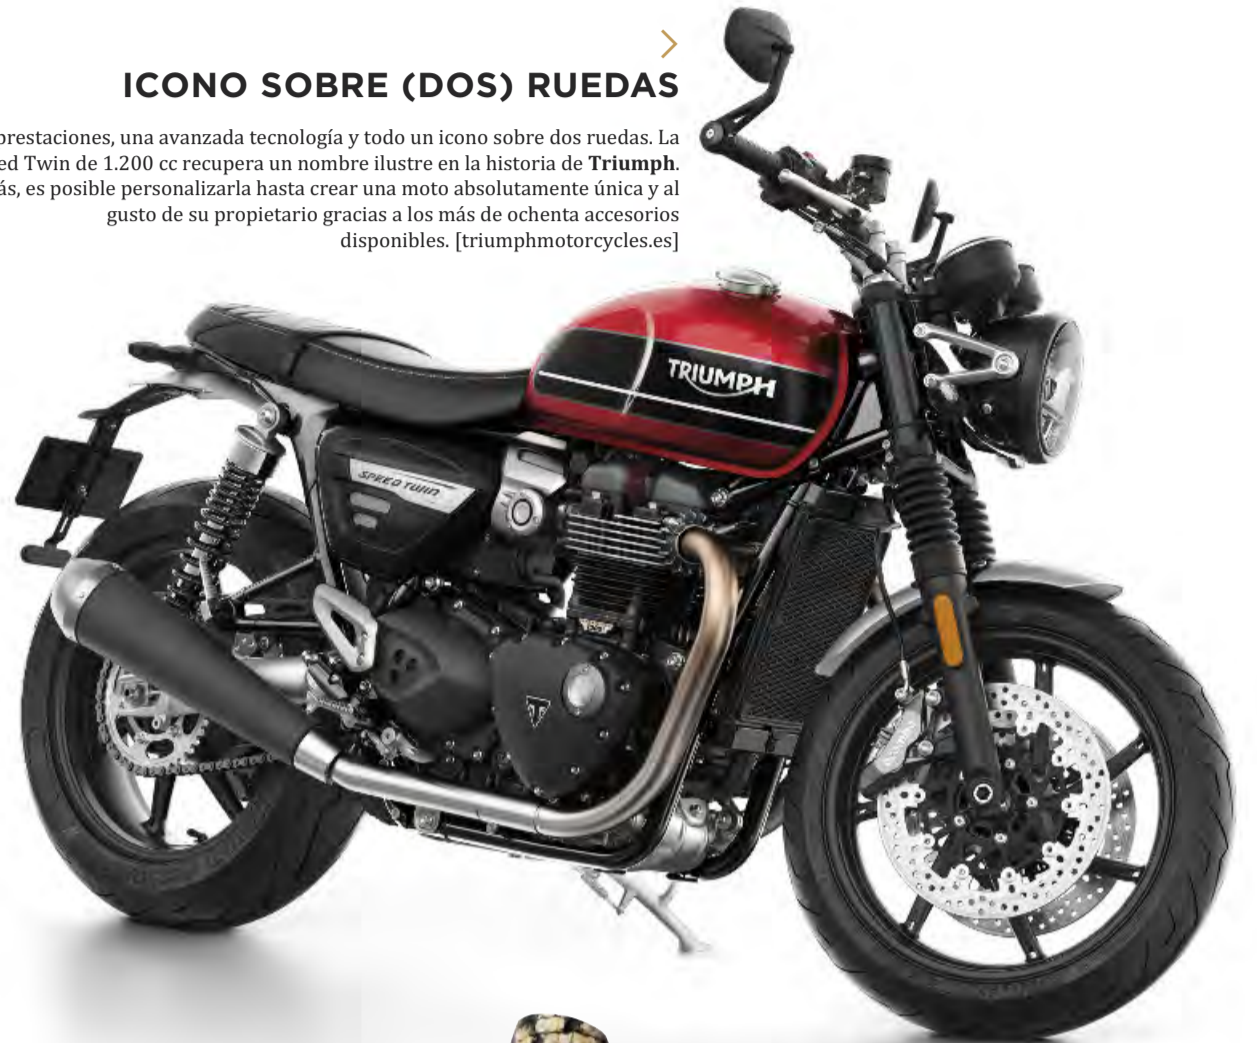 ICONO SOBRE (DOS) RUEDAS
prestaciones, una avanzada tecnología y todo un icono sobre dos ruedas. La
ed Twin de 1.200 cc recupera un nombre ilustre en la historia de Triumph.
ás, es posible personalizarla hasta crear una moto absolutamente única y al
gusto de su propietario gracias a los más de ochenta accesorios
disponibles. [triumphmotorcycles.es]
TRIUMPH
SPEED TWIN